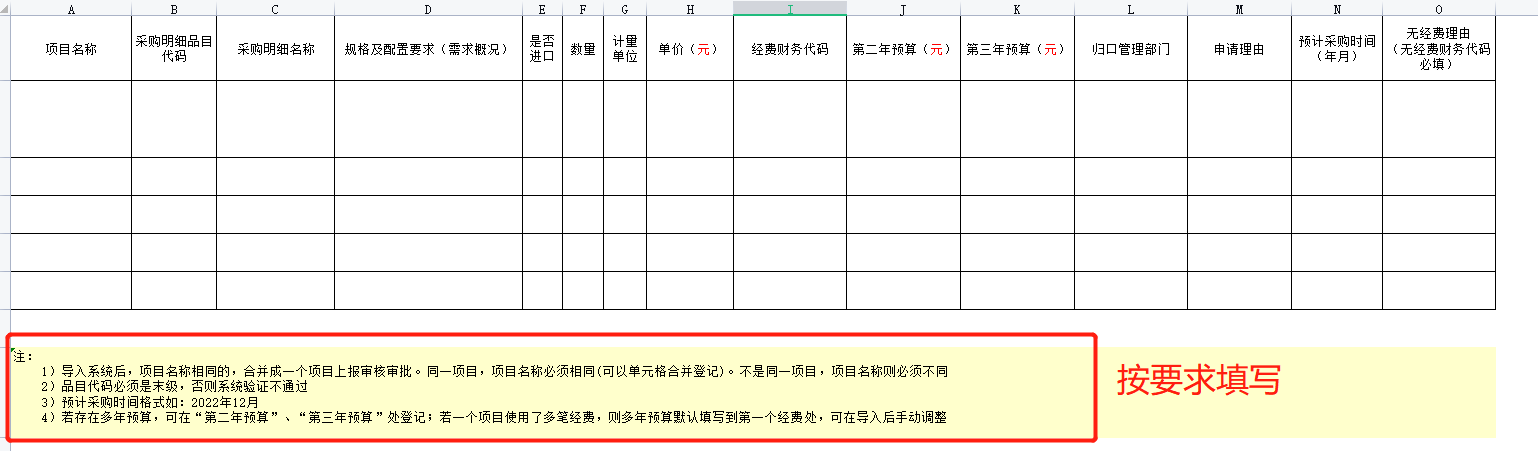 A B C D E F G H I J K L M N O
项目名称
采购明细品目
代码
采购明细名称
规格及配置要求（需求概况）
是否
进口
数量
计量
单位
单价（元）
经费财务代码
第二年预算（元）
第三年预算（元）
归口管理部门
申请理由
预计采购时间
（年月）
无经费理由
（无经费财务代码
必填）
注：
1）导入系统后，项目名称相同的，合并成一个项目上报审核审批。同一项目，项目名称必须相同(可以单元格合并登记)。不是同一项目，项目名称则必须不同
2）品目代码必须是末级，否则系统验证不通过
3）预计采购时间格式如：2022年12月
4）若存在多年预算，可在“第二年预算”、“第三年预算”处登记；若一个项目使用了多笔经费，则多年预算默认填写到第一个经费处，可在导入后手动调整
按要求填写